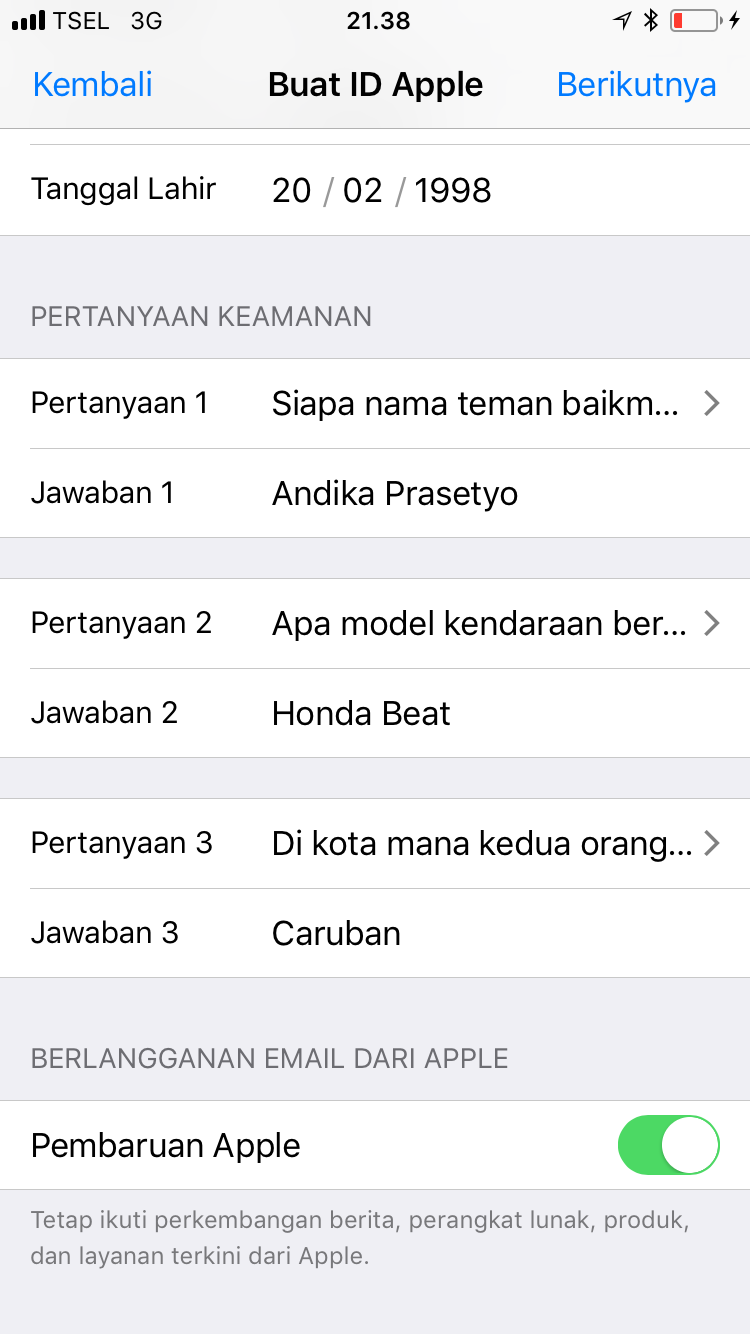 TSEL 3G 21.38
Kembali Buat ID Apple Berikutnya
Tanggal Lahir 20 / 02 / 1998
PERTANYAAN KEAMANAN
Pertanyaan 1 Siapa nama teman baikm...
Jawaban 1 Andika Prasetyo
Pertanyaan 2 Apa model kendaraan ber...
Jawaban 2 Honda Beat
Pertanyaan 3 Di kota mana kedua orang...
Jawaban 3 Caruban
BERLANGGANAN EMAIL DARI APPLE
Pembaruan Apple
Tetap ikuti perkembangan berita, perangkat lunak, produk,
dan layanan terkini dari Apple.